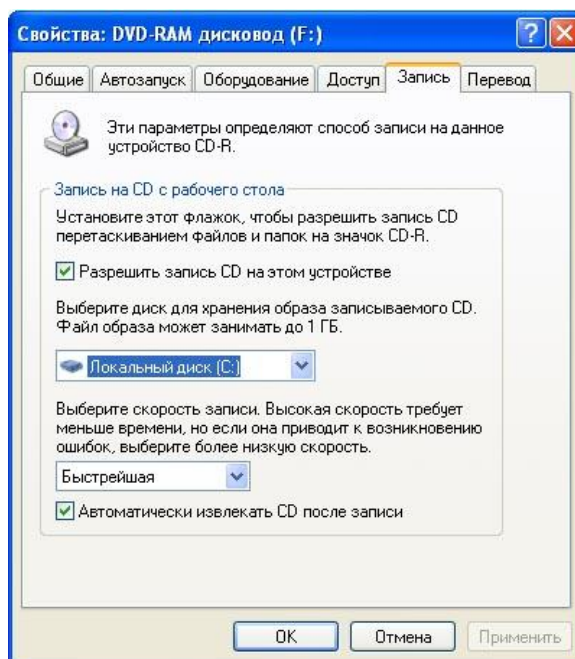 Свойства: DVD-RAM дисковод (F:)
Общие Автозапуск Оборудование Доступ Запись Перевод
Эти параметры определяют способ записи на данное
устройство CD-R.
Запись на CD с рабочего стола
Установите этот флажок, чтобы разрешить запись CD
перетаскиванием файлов и папок на значок CD-R.
Разрешить запись CD на этом устройстве
Выберите диск для хранения образа записываемого CD.
Файл образа может занимать до 1 ГБ.
Локальный диск (C:)
Выберите скорость записи. Высокая скорость требует
меньше времени, но если она приводит к возникновению
ошибок, выберите более низкую скорость.
Быстрейшая
Автоматически извлекать CD после записи
OK Отмена Применить